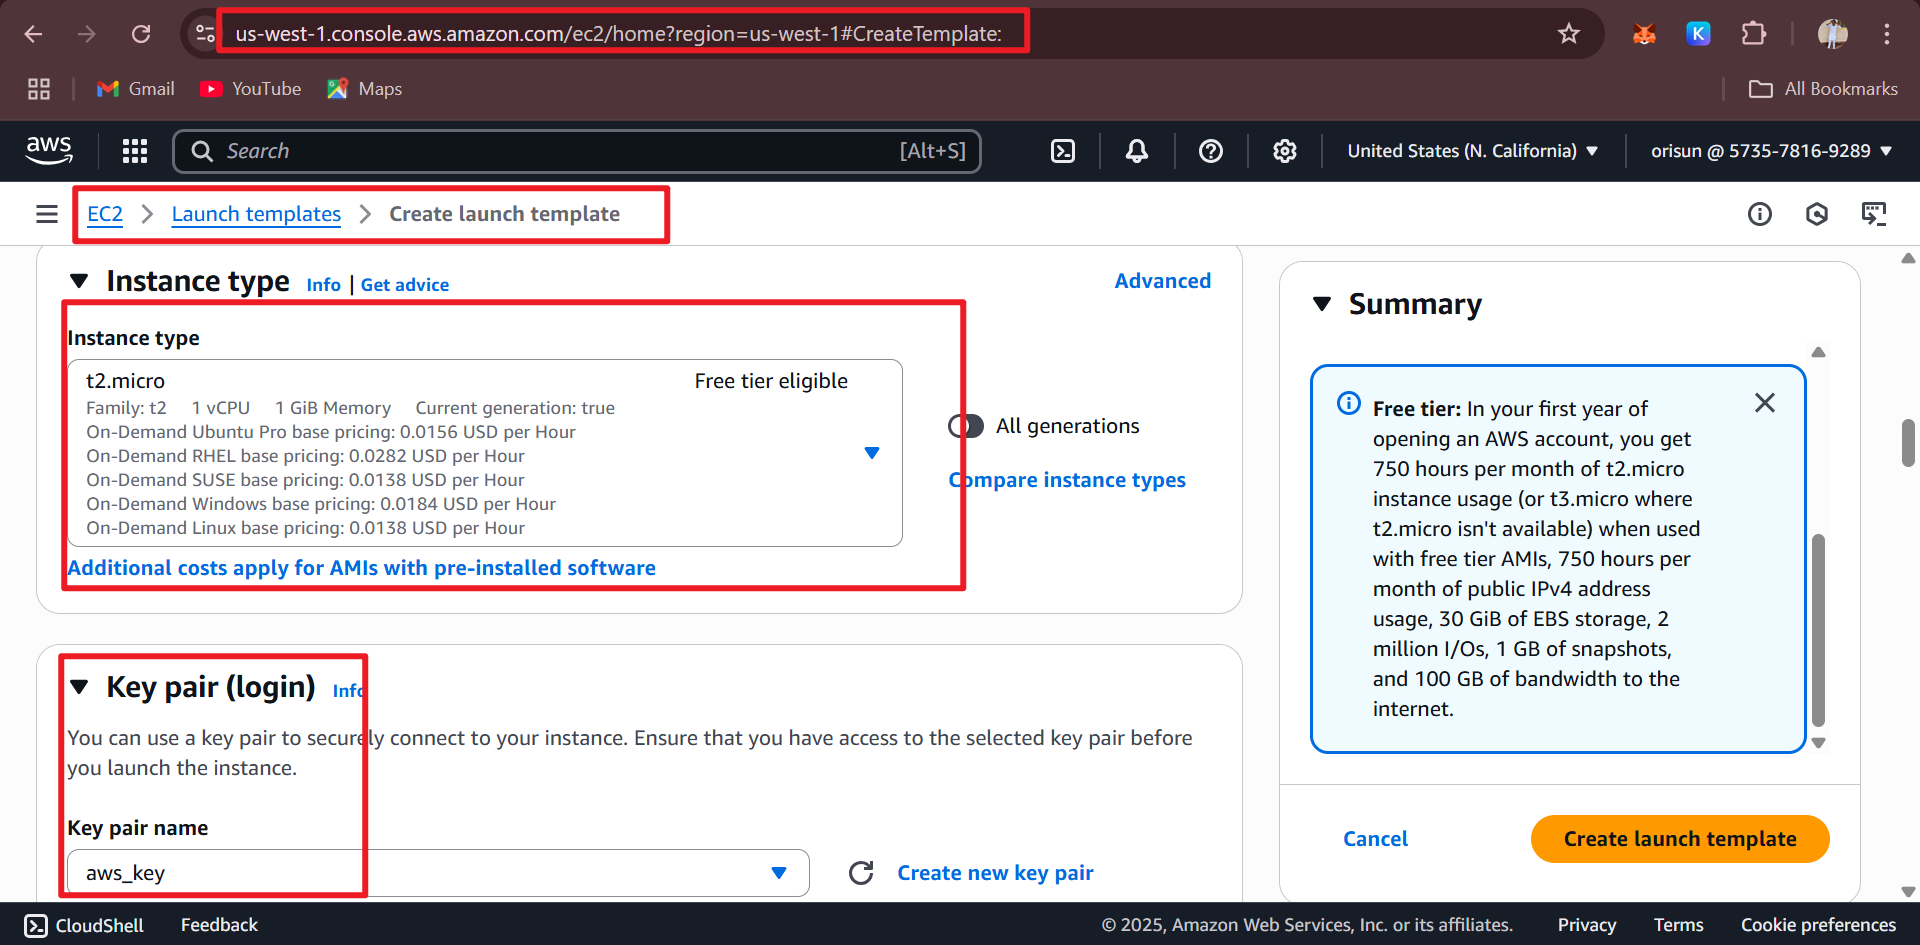 us-west-1.console.aws.amazon.com/ec2/home?region=us-west-1#CreateTemplate:
K
Gmail
YouTube
Maps
All Bookmarks
aws
Search
[Alt+S]
United States (N. California)
orisun @ 5735-7816-9289
EC2
Launch templates
Create launch template
Instance type
Info
| Get advice
Advanced
Instance type
t2.micro
Free tier eligible
Family: t2 1 vCPU 1 GiB Memory Current generation: true
On-Demand Ubuntu Pro base pricing: 0.0156 USD per Hour
On-Demand RHEL base pricing: 0.0282 USD per Hour
On-Demand SUSE base pricing: 0.0138 USD per Hour
On-Demand Windows base pricing: 0.0184 USD per Hour
On-Demand Linux base pricing: 0.0138 USD per Hour
All generations
Compare instance types
Additional costs apply for AMIs with pre-installed software
Key pair (login)
Info
You can use a key pair to securely connect to your instance. Ensure that you have access to the selected key pair before
you launch the instance.
Key pair name
aws_key
Create new key pair
Summary
Free tier: In your first year of
opening an AWS account, you get
750 hours per month of t2.micro
instance usage (or t3.micro where
t2.micro isn't available) when used
with free tier AMIs, 750 hours per
month of public IPv4 address
usage, 30 GiB of EBS storage, 2
million I/Os, 1 GB of snapshots,
and 100 GB of bandwidth to the
internet.
Cancel
Create launch template
CloudShell
Feedback
© 2025, Amazon Web Services, Inc. or its affiliates.
Privacy
Terms
Cookie preferences